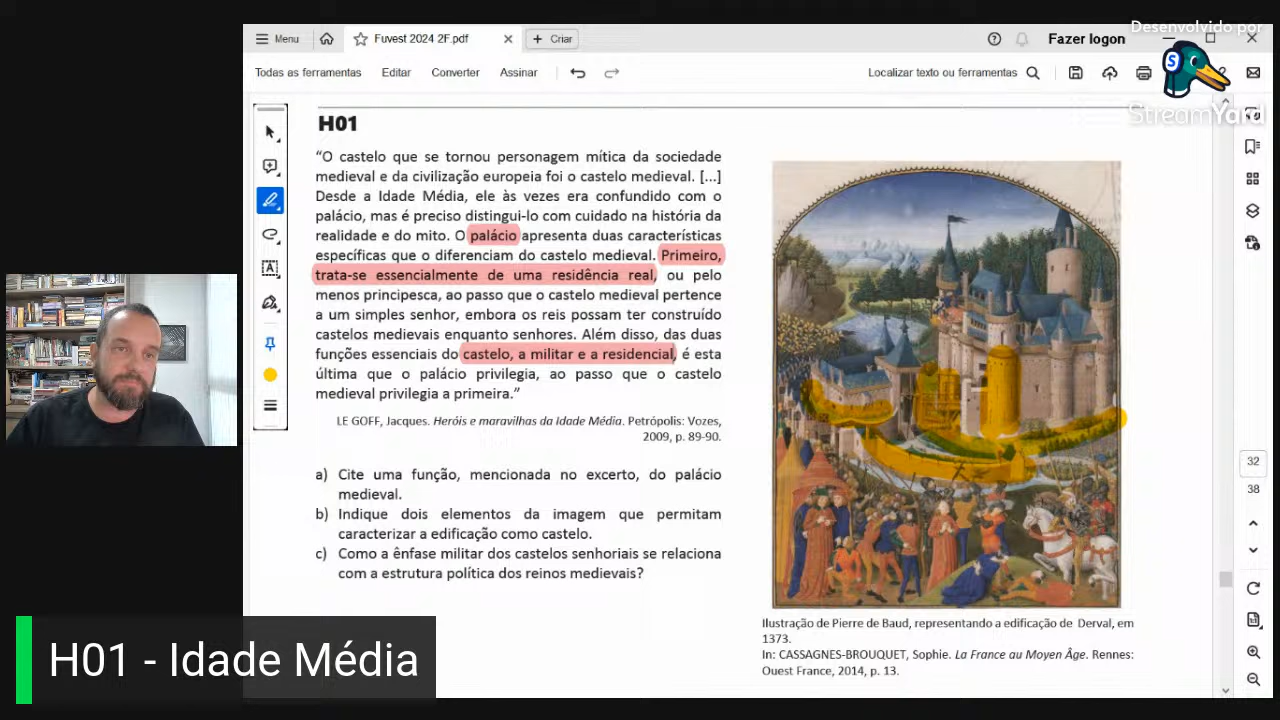 Desenvolvido por
StreamYard
Menu
Fuvest 2024 2F.pdf
Criar
Fazer logon
Todas as ferramentas
Editar
Converter
Assinar
Localizar texto ou ferramentas
H01
“O castelo que se tornou personagem mítica da sociedade
medieval e da civilização europeia foi o castelo medieval. [...]
Desde a Idade Média, ele às vezes era confundido com o
palácio, mas é preciso distingui-lo com cuidado na história da
realidade e do mito. O palácio apresenta duas características
específicas que o diferenciam do castelo medieval. Primeiro,
trata-se essencialmente de uma residência real, ou pelo
menos principesca, ao passo que o castelo medieval pertence
a um simples senhor, embora os reis possam ter construído
castelos medievais enquanto senhores. Além disso, das duas
funções essenciais do castelo, a militar e a residencial, é esta
última que o palácio privilegia, ao passo que o castelo
medieval privilegia a primeira.”
LE GOFF, Jacques. Heróis e maravilhas da Idade Média. Petrópolis: Vozes,
2009, p. 89-90.
a) Cite uma função, mencionada no excerto, do palácio
medieval.
b) Indique dois elementos da imagem que permitam
caracterizar a edificação como castelo.
c) Como a ênfase militar dos castelos senhoriais se relaciona
com a estrutura política dos reinos medievais?
Ilustração de Pierre de Baud, representando a edificação de Derval, em
1373.
In: CASSAGNES-BROUQUET, Sophie. La France au Moyen Âge. Rennes:
Ouest France, 2014, p. 13.
32
38
H01 - Idade Média